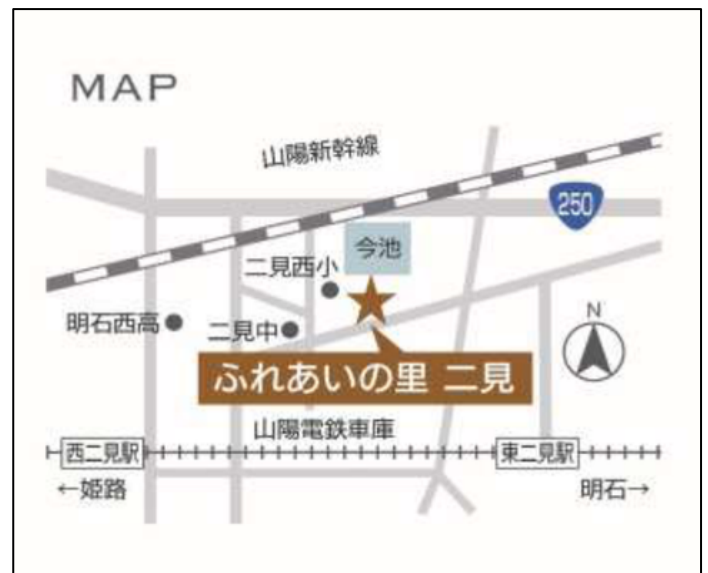 MAP
山陽新幹線
250
今池
二見西小
明石西高
二見中
N
ふれあいの里 二見
山陽電鉄車庫
西二見駅
東二見駅
←姫路
明石→